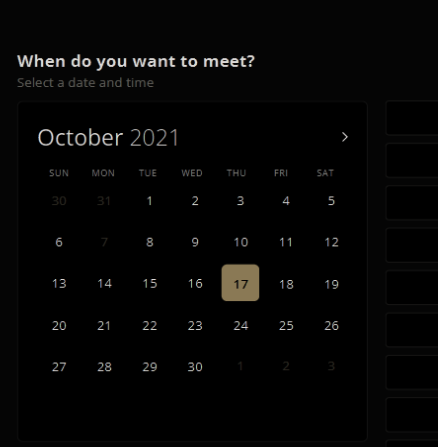 When do you want to meet?
Select a date and time
October 2021
SUN MON TUE WED THU FRI SAT
30 31 1 2 3 4 5
6 7 8 9 10 11 12
13 14 15 16 17 18 19
20 21 22 23 24 25 26
27 28 29 30 1 2 3